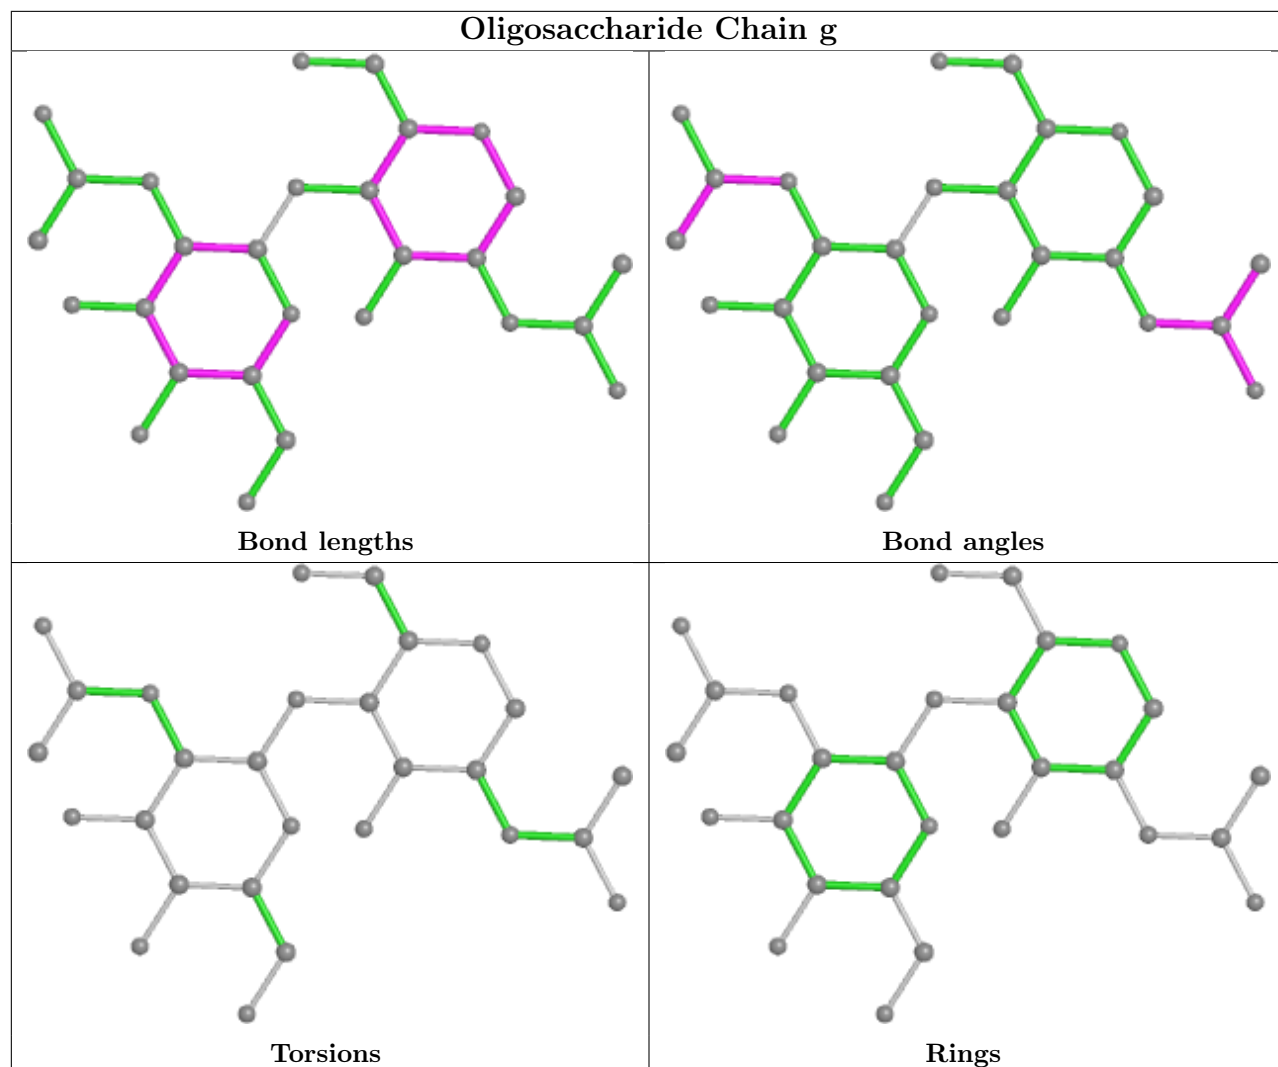 Oligosaccharide Chain g
Bond lengths
Bond angles
Torsions
Rings